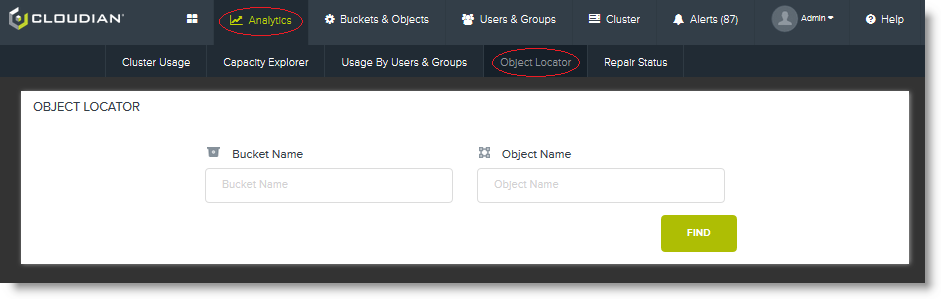 CLOUDIAN®
Analytics
Buckets & Objects
Users & Groups
Cluster
Alerts (87)
Admin
Help
Cluster Usage
Capacity Explorer
Usage By Users & Groups
Object Locator
Repair Status
OBJECT LOCATOR
Bucket Name
Object Name
Bucket Name
Object Name
FIND